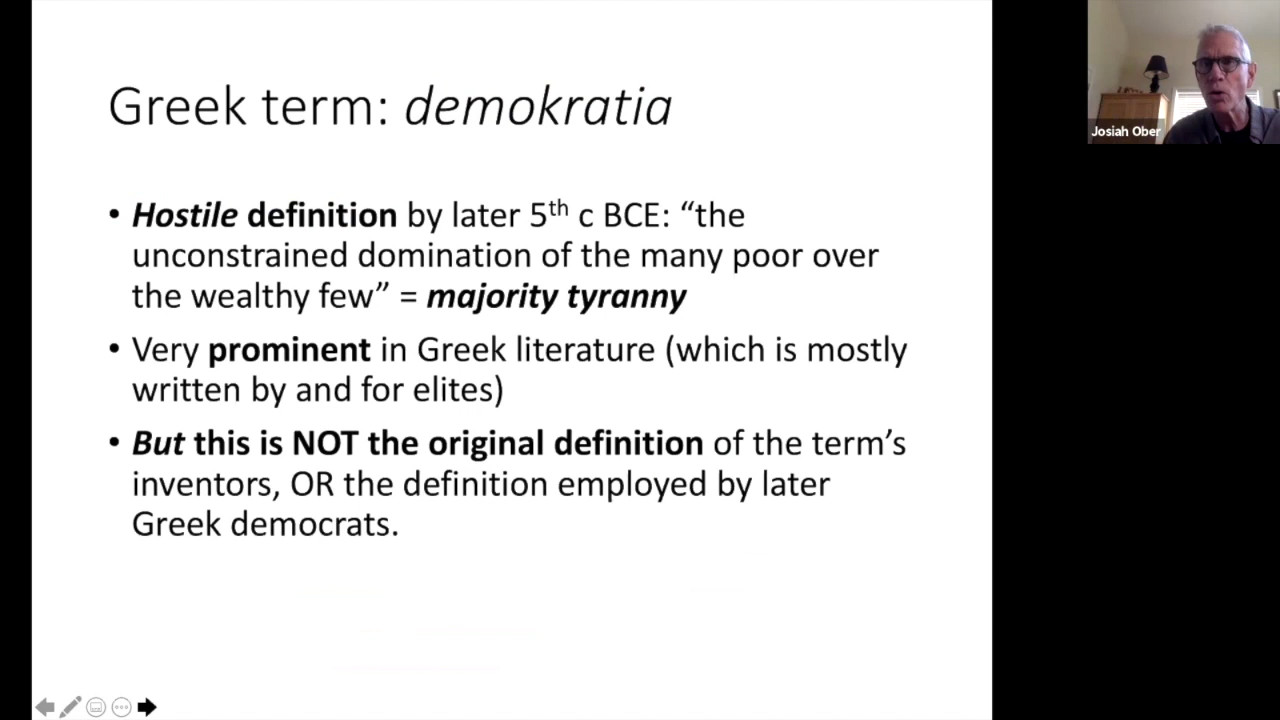 Greek term: demokratia
• Hostile definition by later 5th c BCE: “the
unconstrained domination of the many poor over
the wealthy few” = majority tyranny
• Very prominent in Greek literature (which is mostly
written by and for elites)
• But this is NOT the original definition of the term’s
inventors, OR the definition employed by later
Greek democrats.
Josiah Ober